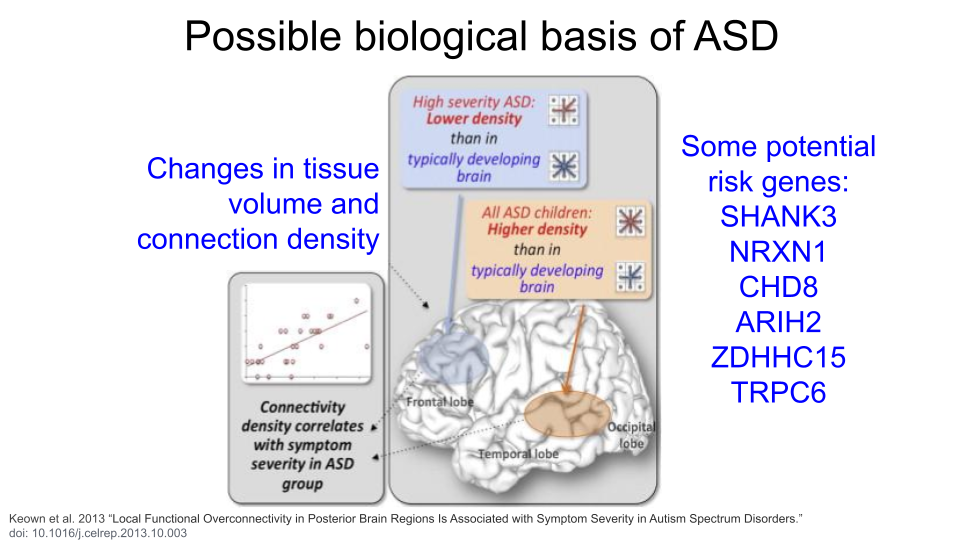 Possible biological basis of ASD
Changes in tissue
volume and
connection density
High severity ASD:
Lower density
than in
typically developing
brain
All ASD children:
Higher density
than in
typically developing
brain
Frontal lobe
Temporal lobe
Occipital
lobe
Connectivity
density correlates
with symptom
severity in ASD
group
Some potential
risk genes:
SHANK3
NRXN1
CHD8
ARIH2
ZDHHC15
TRPC6
Keown et al. 2013 “Local Functional Overconnectivity in Posterior Brain Regions Is Associated with Symptom Severity in Autism Spectrum Disorders.”
doi: 10.1016/j.celrep.2013.10.003